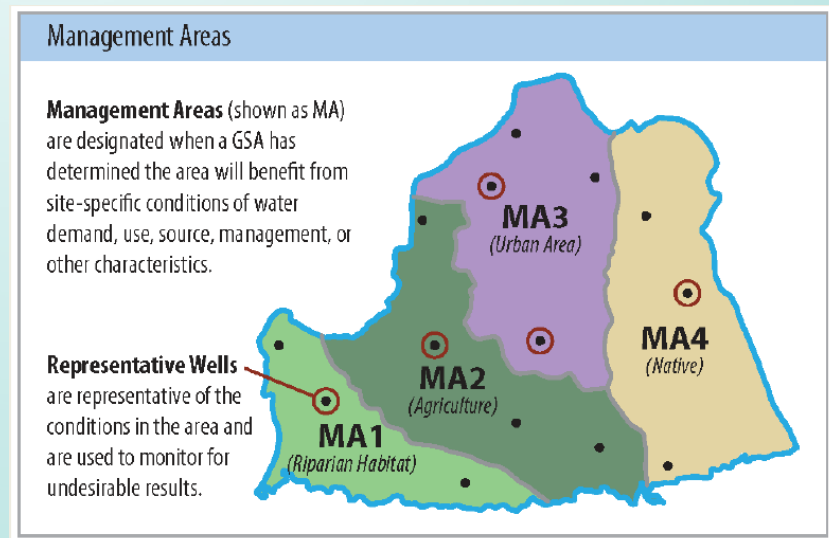 Management Areas
Management Areas (shown as MA)
are designated when a GSA has
determined the area will benefit from
site-specific conditions of water
demand, use, source, management, or
other characteristics.
Representative Wells
are representative of the
conditions in the area and
are used to monitor for
undesirable results.
MA3
(Urban Area)
MA4
(Native)
MA2
(Agriculture)
MA1
(Riparian Habitat)